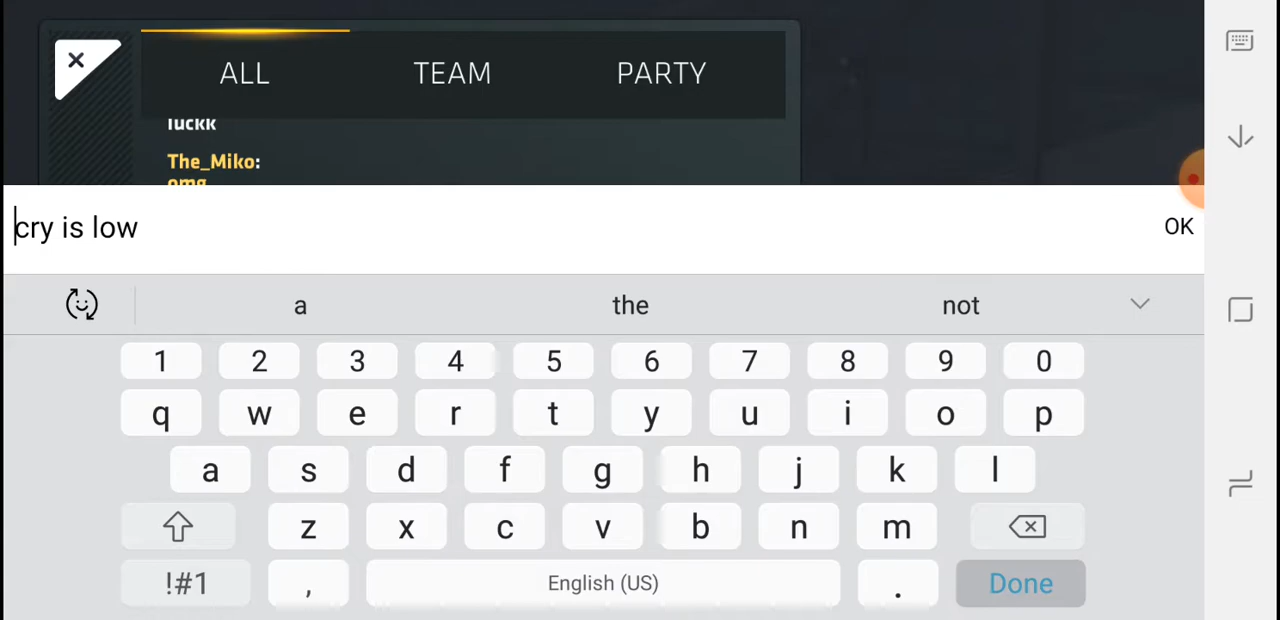 ALL TEAM PARTY
luckk
The_Miko:
omg
cry is low OK
a the not
1 2 3 4 5 6 7 8 9 0
q w e r t y u i o p
a s d f g h j k l
z x c v b n m
!#1 , English (US) . Done